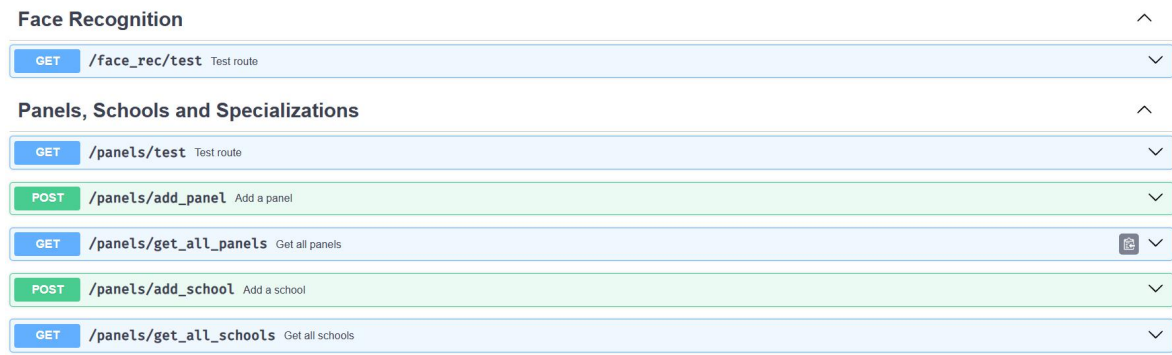 Face Recognition
GET /face_rec/test Test route
Panels, Schools and Specializations
GET /panels/test Test route
POST /panels/add_panel Add a panel
GET /panels/get_all_panels Get all panels
POST /panels/add_school Add a school
GET /panels/get_all_schools Get all schools